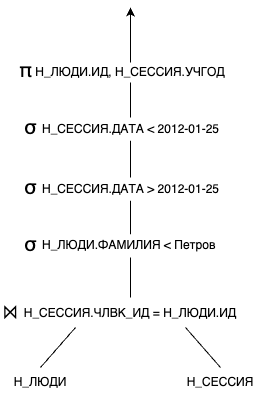 π Н_ЛЮДИ.ИД, Н_СЕССИЯ.УЧГОД
σ Н_СЕССИЯ.ДАТА < 2012-01-25
σ Н_СЕССИЯ.ДАТА > 2012-01-25
σ Н_ЛЮДИ.ФАМИЛИЯ < Петров
⋈ Н_СЕССИЯ.ЧЛВК_ИД = Н_ЛЮДИ.ИД
Н_ЛЮДИ
Н_СЕССИЯ